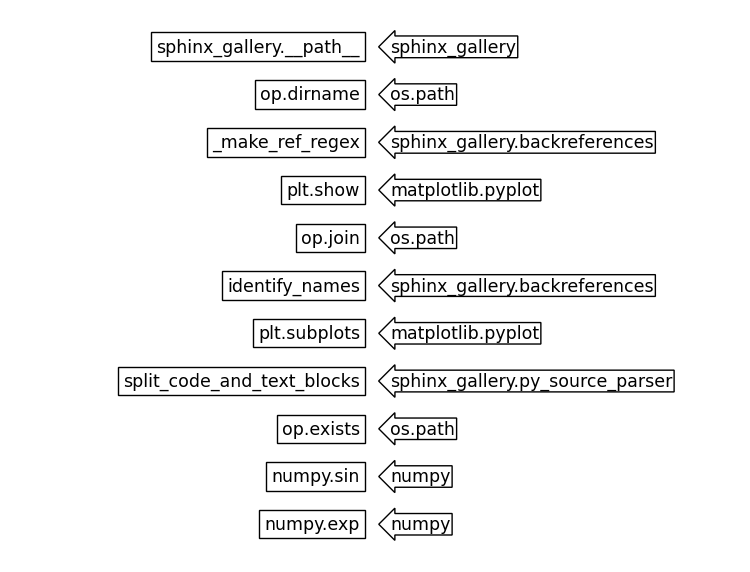 sphinx_gallery.__path__ sphinx_gallery
op.dirname os.path
_make_ref_regex sphinx_gallery.backreferences
plt.show matplotlib.pyplot
op.join os.path
identify_names sphinx_gallery.backreferences
plt.subplots matplotlib.pyplot
split_code_and_text_blocks sphinx_gallery.py_source_parser
op.exists os.path
numpy.sin numpy
numpy.exp numpy